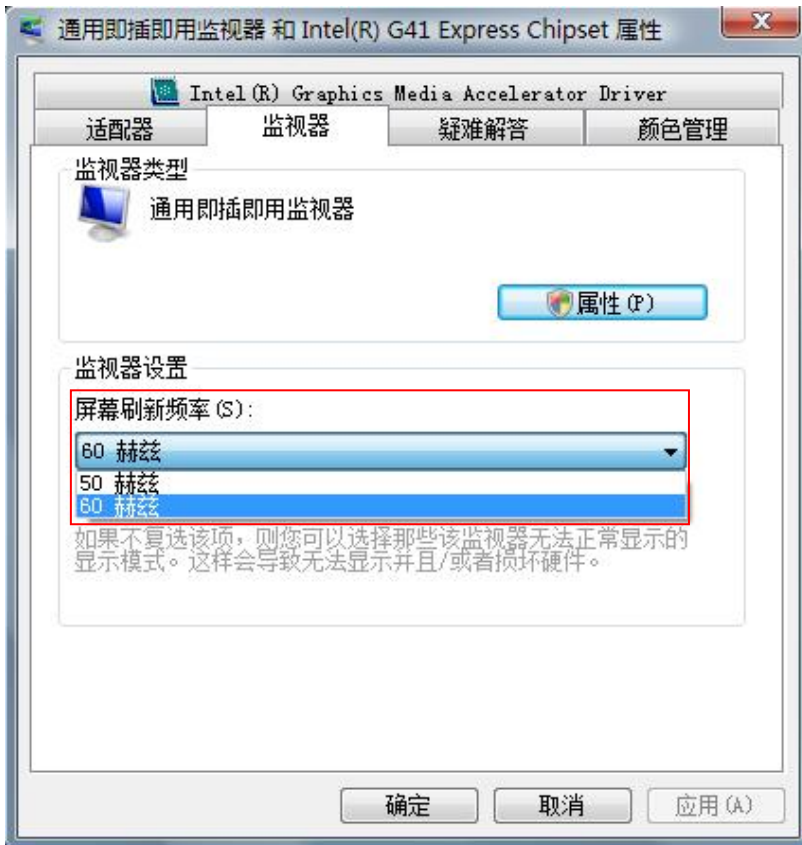 通用即插即用监视器 和 Intel(R) G41 Express Chipset 属性
Intel(R) Graphics Media Accelerator Driver
适配器 监视器 疑难解答 颜色管理
监视器类型
通用即插即用监视器
属性(P)
监视器设置
屏幕刷新频率(S):
60 赫兹
50 赫兹
60 赫兹
如果不复选该项，则您可以选择那些该监视器无法正常显示的
显示模式。这样会导致无法显示并且/或者损坏硬件。
确定 取消 应用(A)